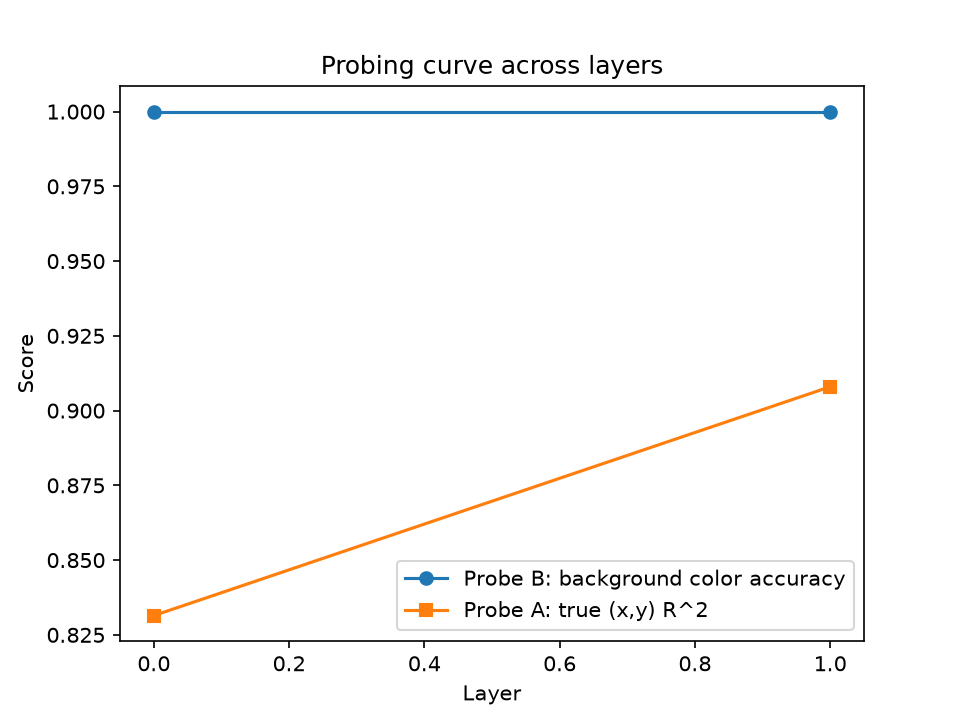 Probing curve across layers
1.000
0.975
0.950
0.925
0.900
0.875
0.850
0.825
Score
Probe B: background color accuracy
Probe A: true (x,y) R^2
0.0 0.2 0.4 0.6 0.8 1.0
Layer